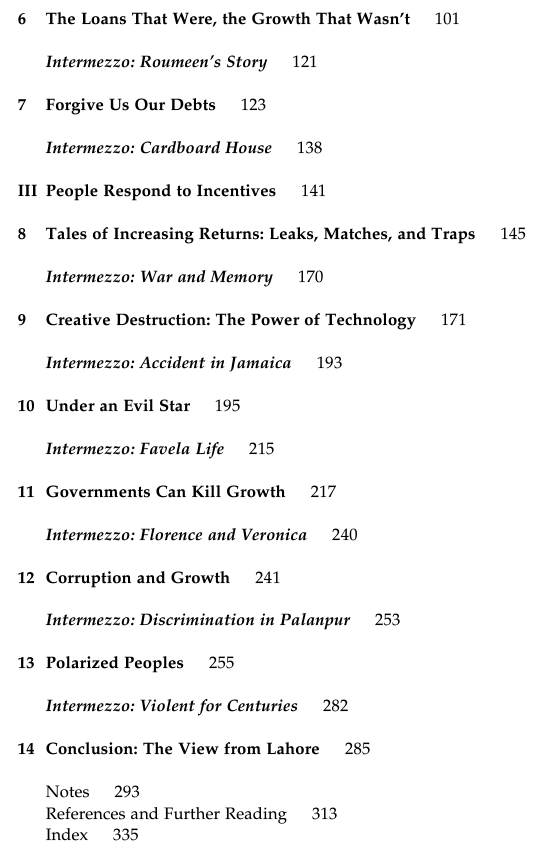 6 The Loans That Were, the Growth That Wasn't 101
Intermezzo: Roumeen's Story 121
7 Forgive Us Our Debts 123
Intermezzo: Cardboard House 138
III People Respond to Incentives 141
8 Tales of Increasing Returns: Leaks, Matches, and Traps 145
Intermezzo: War and Memory 170
9 Creative Destruction: The Power of Technology 171
Intermezzo: Accident in Jamaica 193
10 Under an Evil Star 195
Intermezzo: Favela Life 215
11 Governments Can Kill Growth 217
Intermezzo: Florence and Veronica 240
12 Corruption and Growth 241
Intermezzo: Discrimination in Palanpur 253
13 Polarized Peoples 255
Intermezzo: Violent for Centuries 282
14 Conclusion: The View from Lahore 285
Notes 293
References and Further Reading 313
Index 335